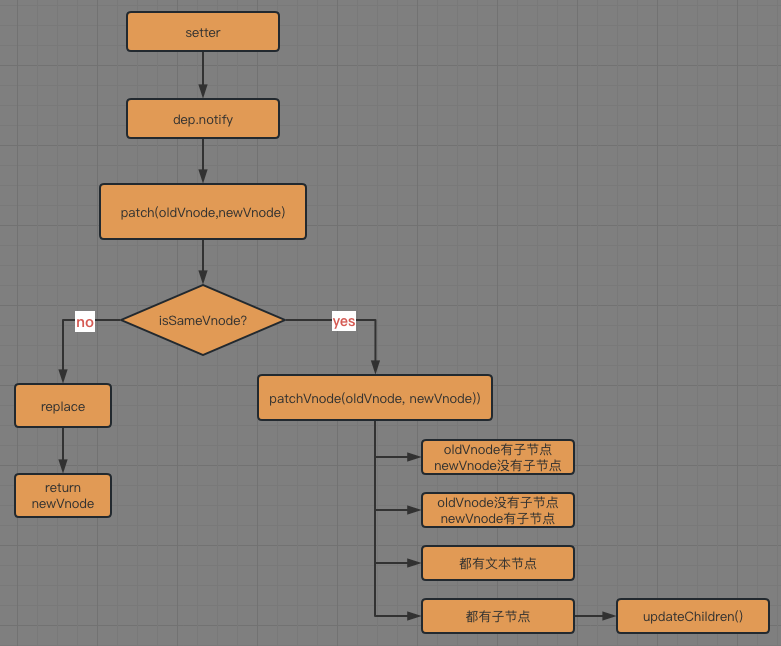 setter
dep.notify
patch(oldVnode,newVnode)
isSameVnode?
no
yes
replace
return
newVnode
patchVnode(oldVnode, newVnode))
oldVnode有子节点
newVnode没有子节点
oldVnode没有子节点
newVnode有子节点
都有文本节点
都有子节点
updateChildren()